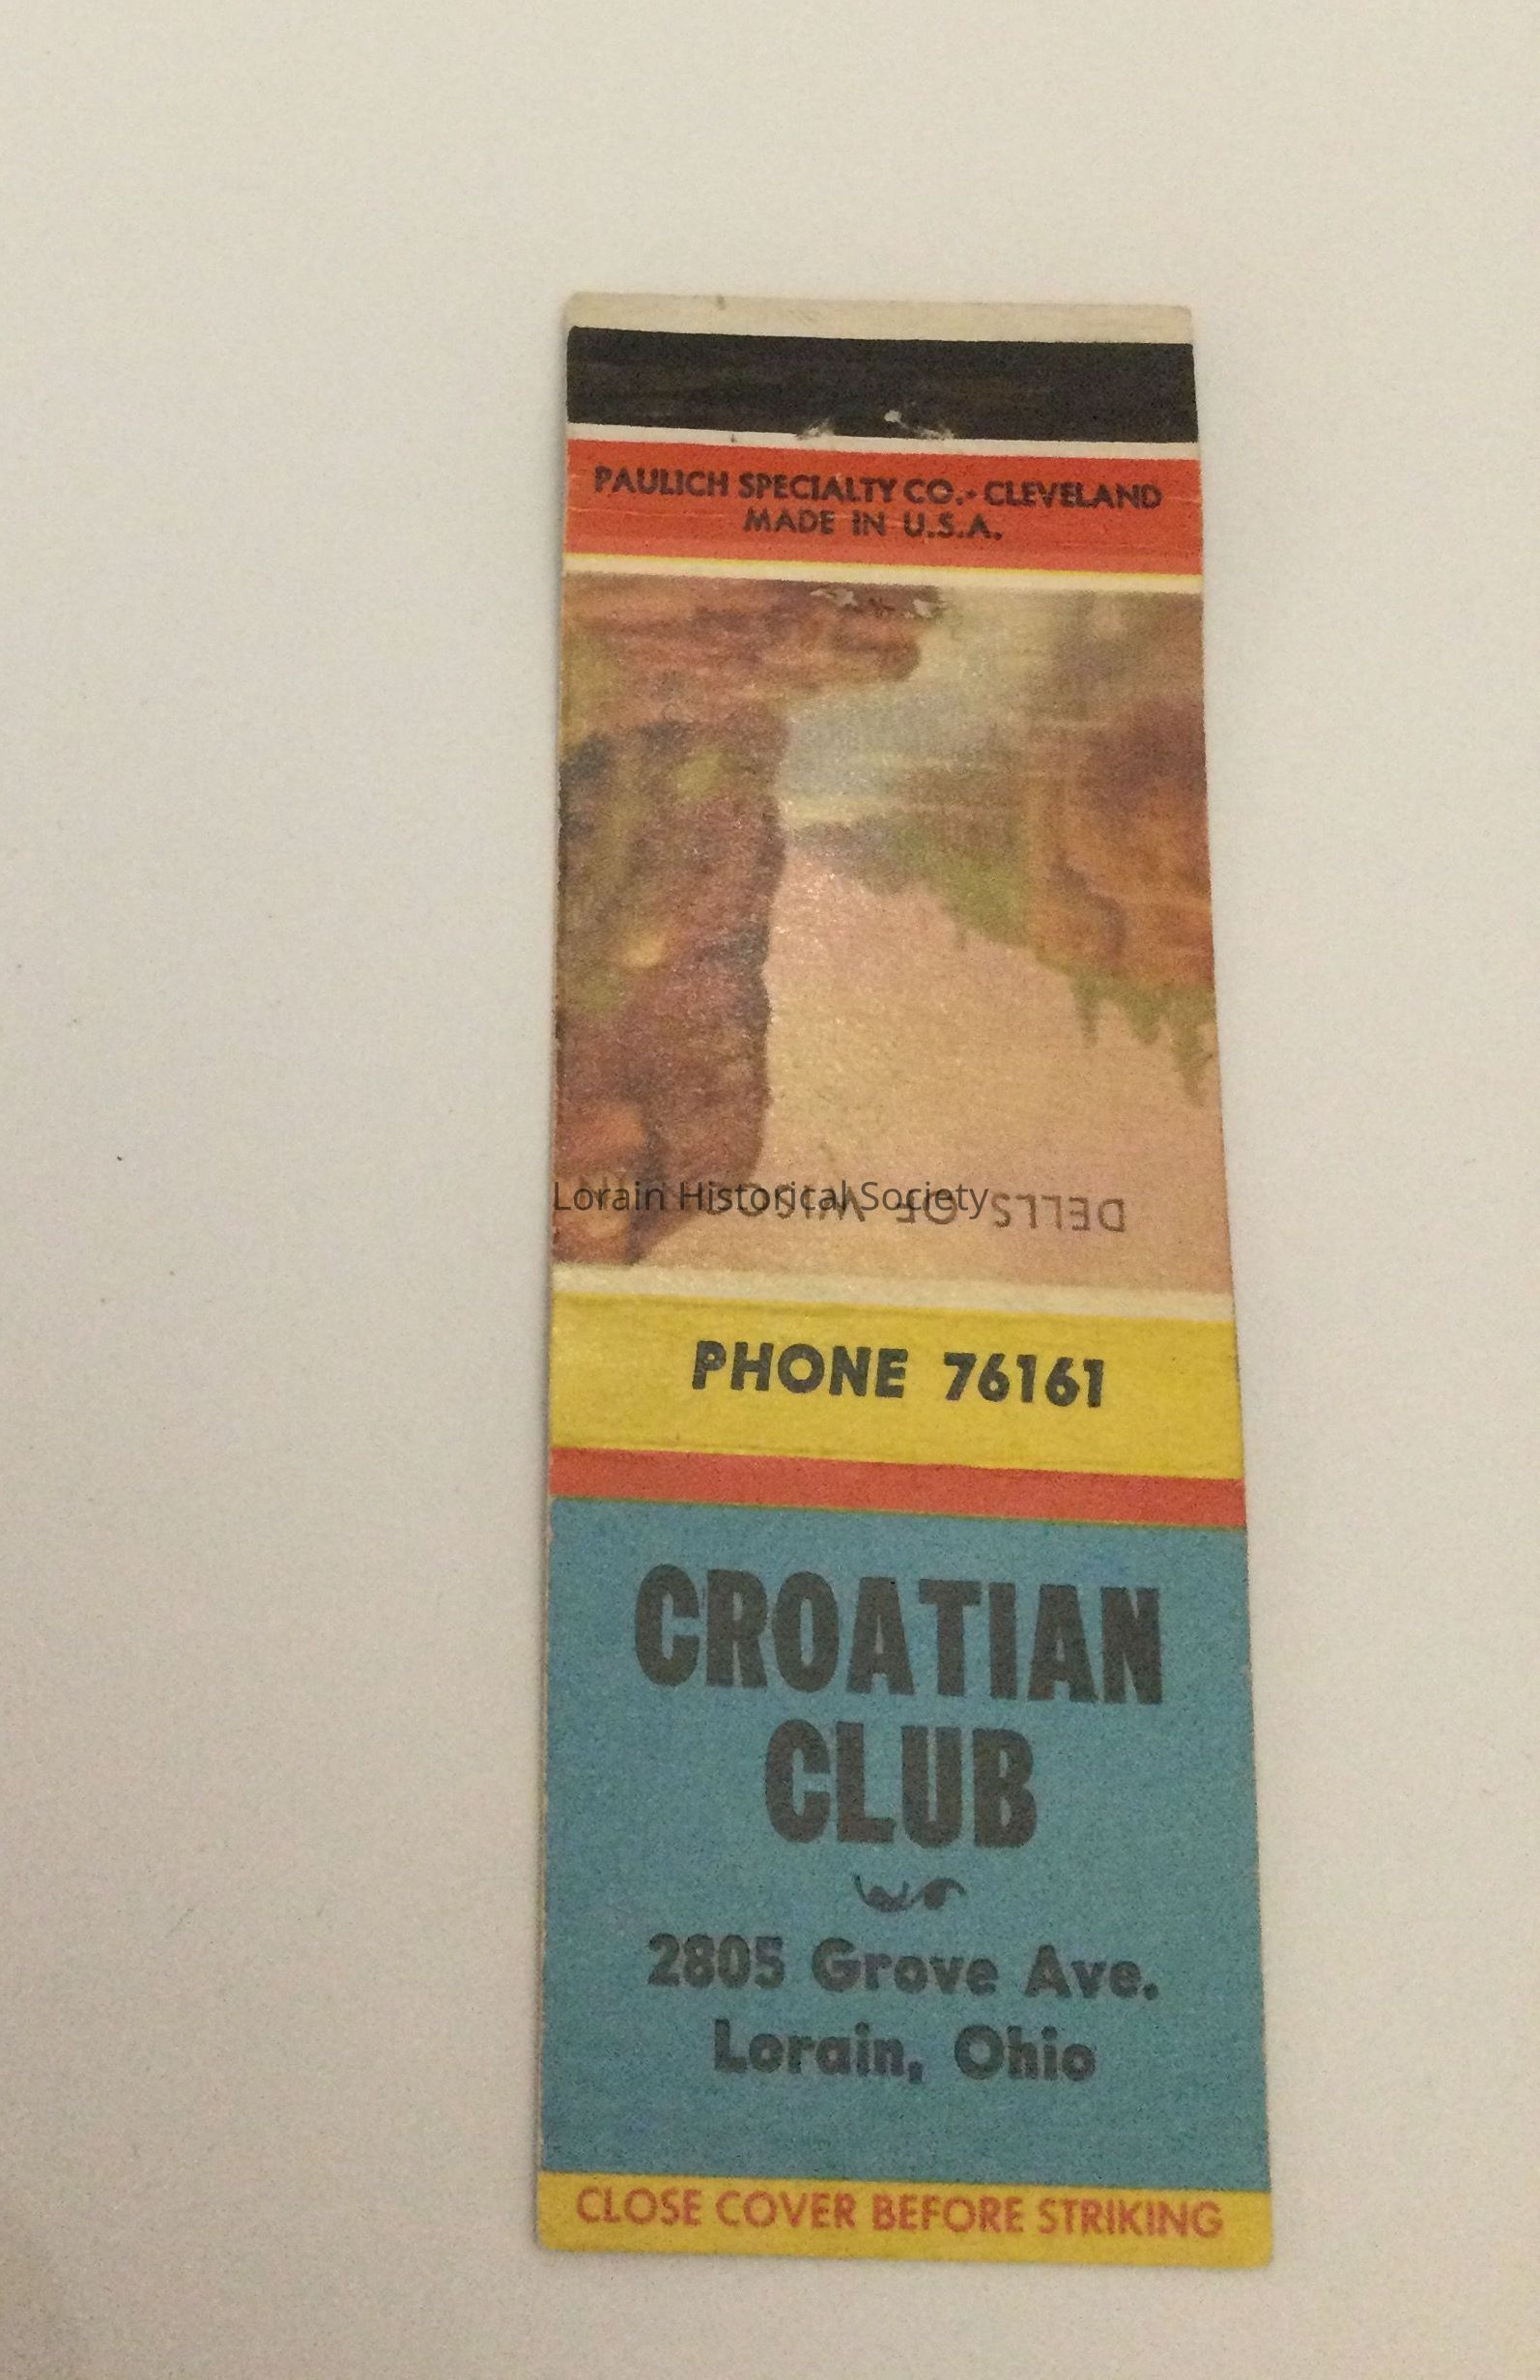 PAULICH SPECIALTY CO.- CLEVELAND
MADE IN U.S.A.
DELLS OF
Lorain Historical Society
PHONE 76161
CROATIAN
CLUB
2805 Grove Ave.
Lorain, Ohio
CLOSE COVER BEFORE STRIKING